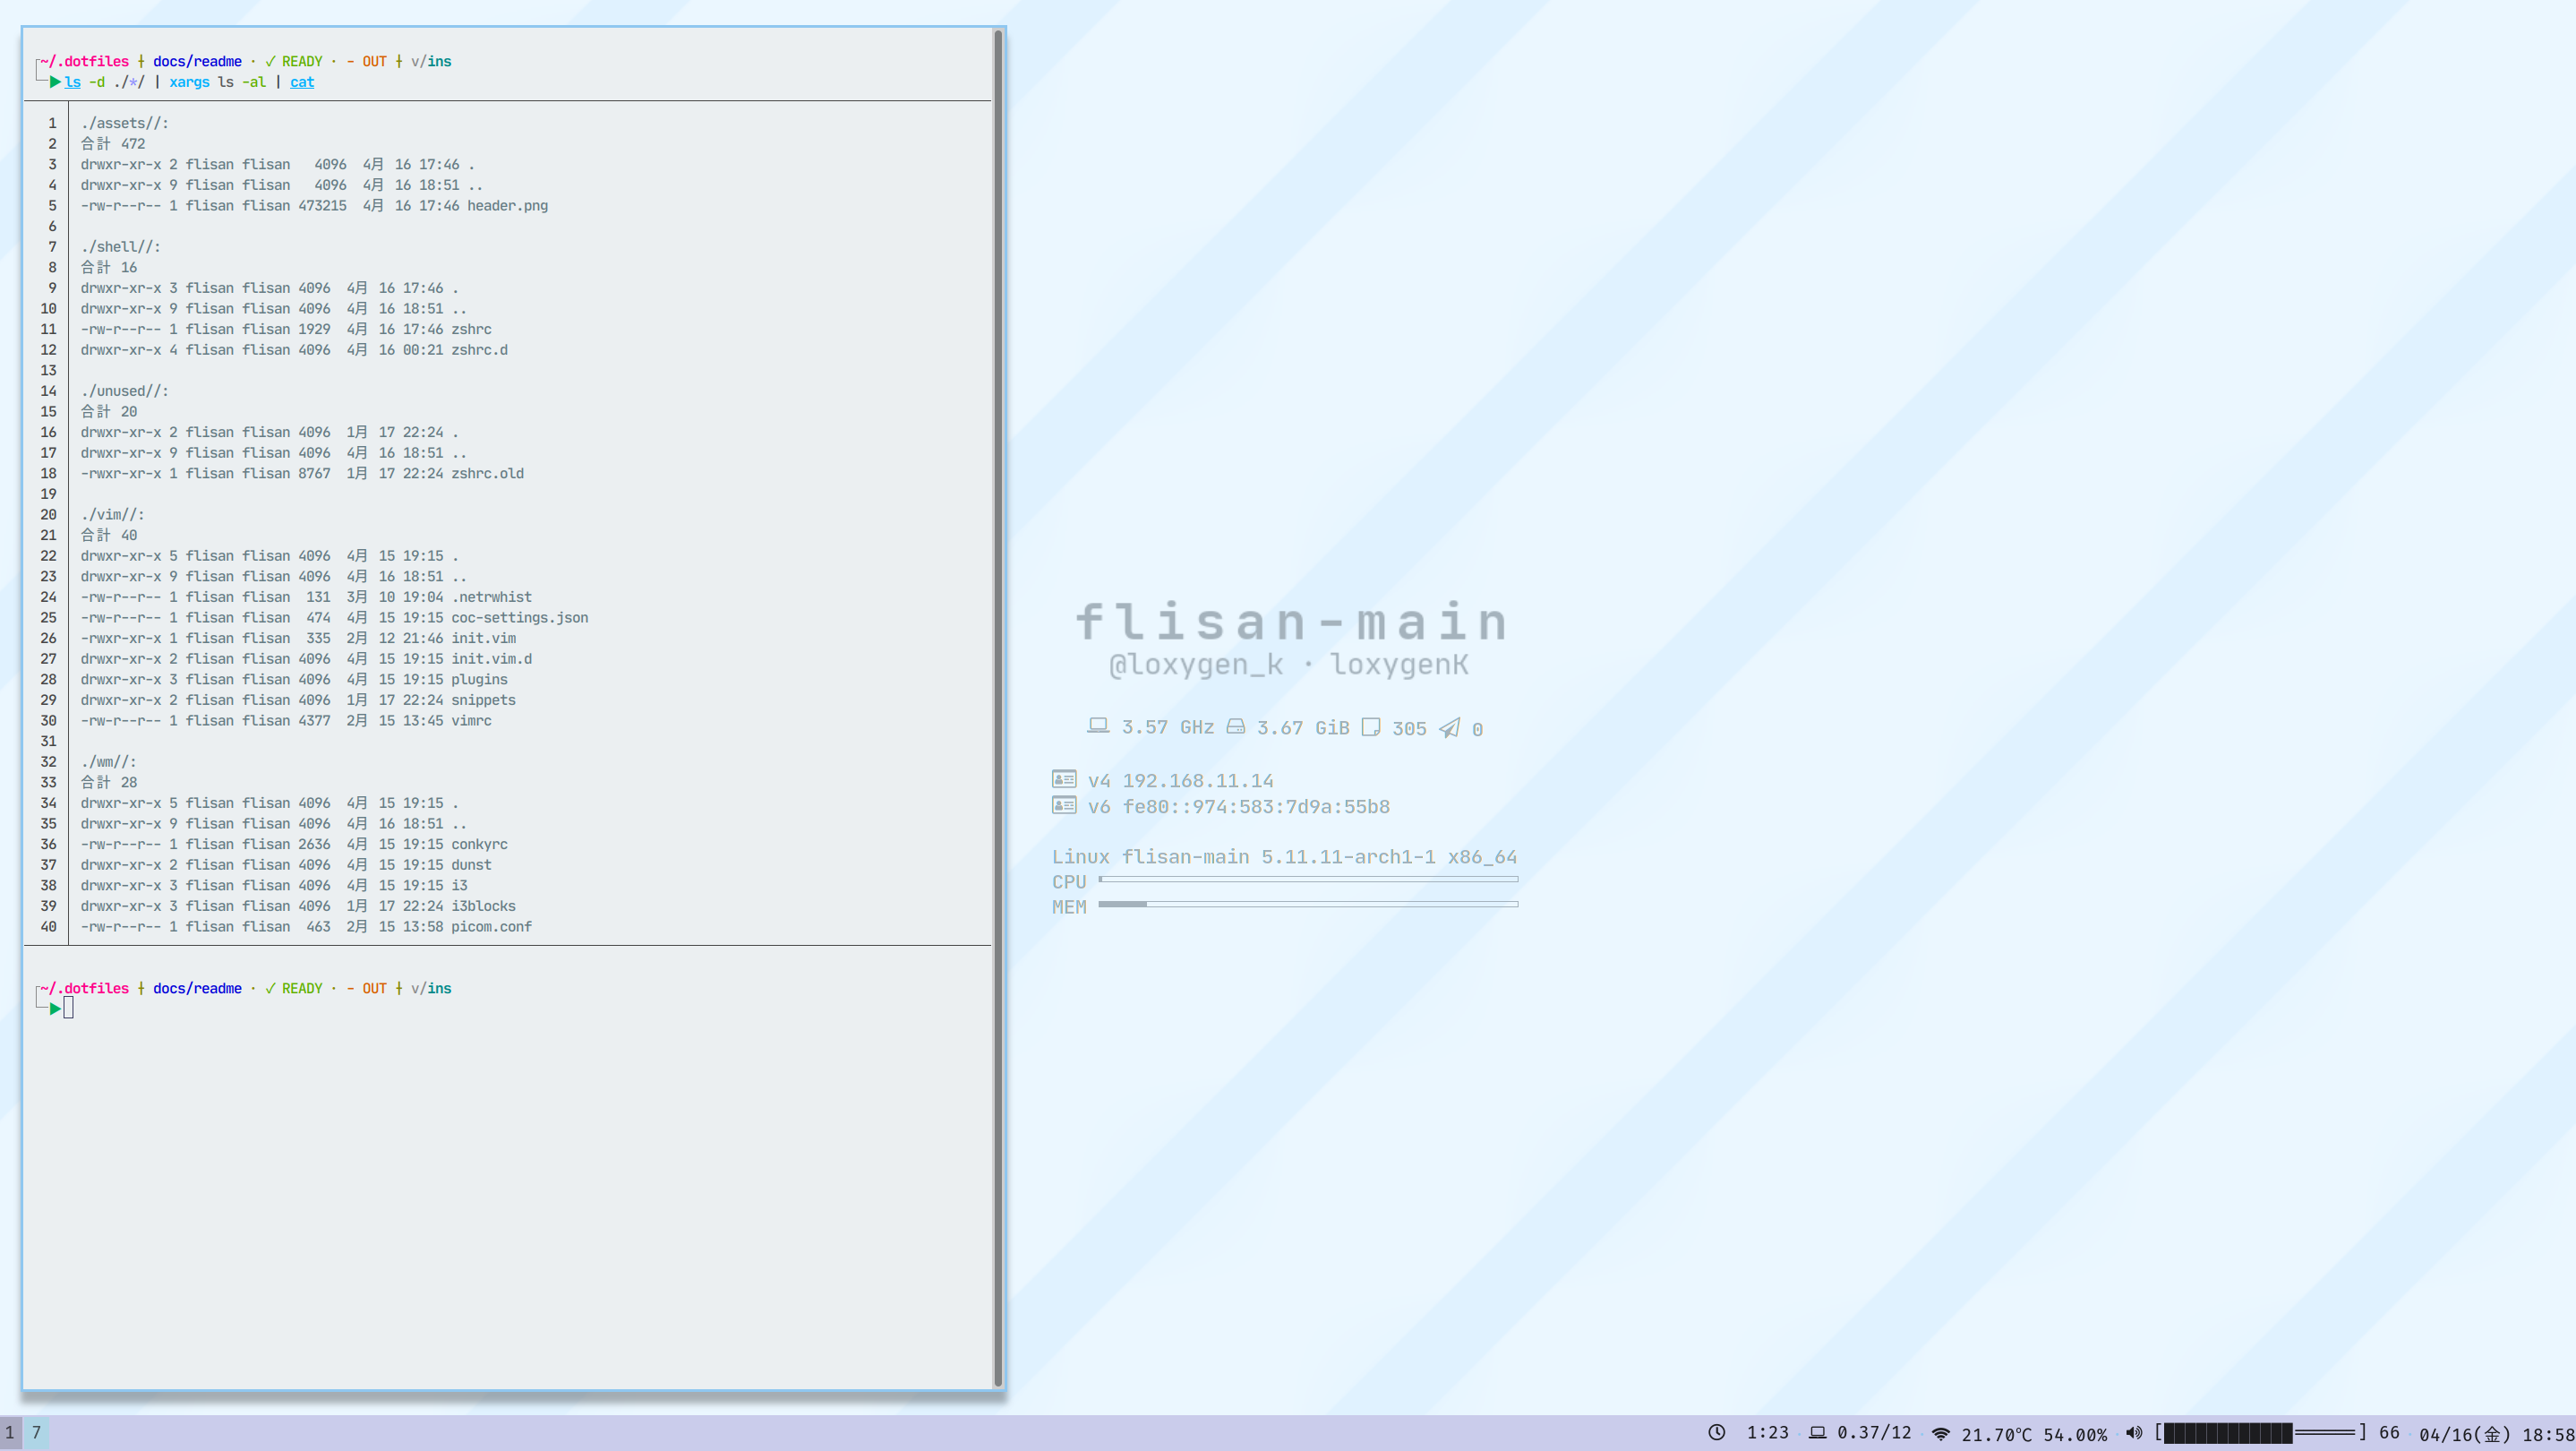 ~/.dotfiles ƚ docs/readme · ✓ READY · - OUT ƚ v/ins
ls -d ./*/ | xargs ls -al | cat
1 ./assets//:
2 合計 472
3 drwxr-xr-x 2 flisan flisan   4096  4月 16 17:46 .
4 drwxr-xr-x 9 flisan flisan   4096  4月 16 18:51 ..
5 -rw-r--r-- 1 flisan flisan 473215  4月 16 17:46 header.png
6
7 ./shell//:
8 合計 16
9 drwxr-xr-x 3 flisan flisan 4096  4月 16 17:46 .
10 drwxr-xr-x 9 flisan flisan 4096  4月 16 18:51 ..
11 -rw-r--r-- 1 flisan flisan 1929  4月 16 17:46 zshrc
12 drwxr-xr-x 4 flisan flisan 4096  4月 16 00:21 zshrc.d
13
14 ./unused//:
15 合計 20
16 drwxr-xr-x 2 flisan flisan 4096  1月 17 22:24 .
17 drwxr-xr-x 9 flisan flisan 4096  4月 16 18:51 ..
18 -rwxr-xr-x 1 flisan flisan 8767  1月 17 22:24 zshrc.old
19
20 ./vim//:
21 合計 40
22 drwxr-xr-x 5 flisan flisan 4096  4月 15 19:15 .
23 drwxr-xr-x 9 flisan flisan 4096  4月 16 18:51 ..
24 -rw-r--r-- 1 flisan flisan  131  3月 10 19:04 .netrwhist
25 -rw-r--r-- 1 flisan flisan  474  4月 15 19:15 coc-settings.json
26 -rwxr-xr-x 1 flisan flisan  335  2月 12 21:46 init.vim
27 drwxr-xr-x 2 flisan flisan 4096  4月 15 19:15 init.vim.d
28 drwxr-xr-x 3 flisan flisan 4096  4月 15 19:15 plugins
29 drwxr-xr-x 2 flisan flisan 4096  1月 17 22:24 snippets
30 -rw-r--r-- 1 flisan flisan 4377  2月 15 13:45 vimrc
31
32 ./wm//:
33 合計 28
34 drwxr-xr-x 5 flisan flisan 4096  4月 15 19:15 .
35 drwxr-xr-x 9 flisan flisan 4096  4月 16 18:51 ..
36 -rw-r--r-- 1 flisan flisan 2636  4月 15 19:15 conkyrc
37 drwxr-xr-x 2 flisan flisan 4096  4月 15 19:15 dunst
38 drwxr-xr-x 3 flisan flisan 4096  4月 15 19:15 i3
39 drwxr-xr-x 3 flisan flisan 4096  1月 17 22:24 i3blocks
40 -rw-r--r-- 1 flisan flisan  463  2月 15 13:58 picom.conf
~/.dotfiles ƚ docs/readme · ✓ READY · - OUT ƚ v/ins
flisan-main
@loxygen_k · loxygenK
3.57 GHz 3.67 GiB 305 0
v4 192.168.11.14
v6 fe80::974:583:7d9a:55b8
Linux flisan-main 5.11.11-arch1-1 x86_64
CPU
MEM
1 7 1:23 0.37/12 21.70℃ 54.00% [████████████══════] 66 04/16(金) 18:58